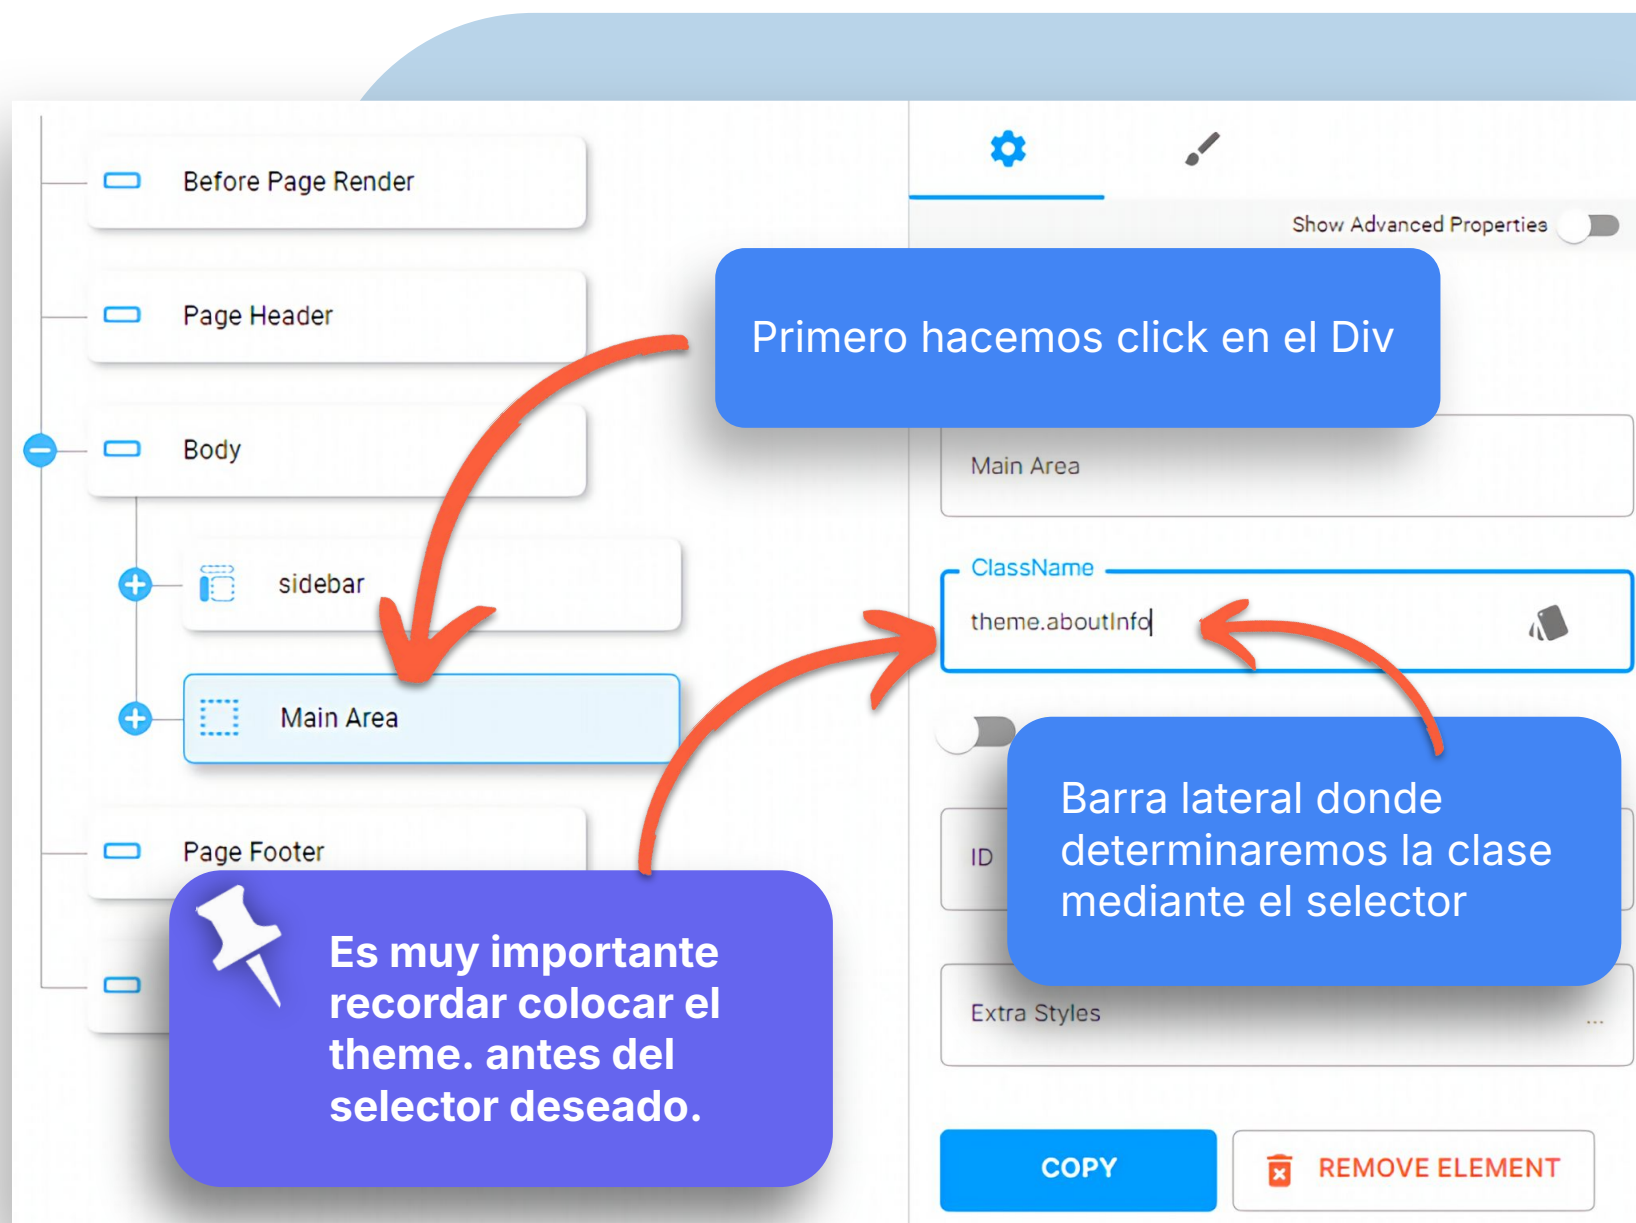 Before Page Render
Page Header
Body
sidebar
Main Area
Page Footer
Show Advanced Properties
Primero hacemos click en el Div
Main Area
ClassName
theme.aboutInfo
Barra lateral donde
determinaremos la clase
mediante el selector
ID
Extra Styles
...
Es muy importante
recordar colocar el
theme. antes del
selector deseado.
COPY
REMOVE ELEMENT